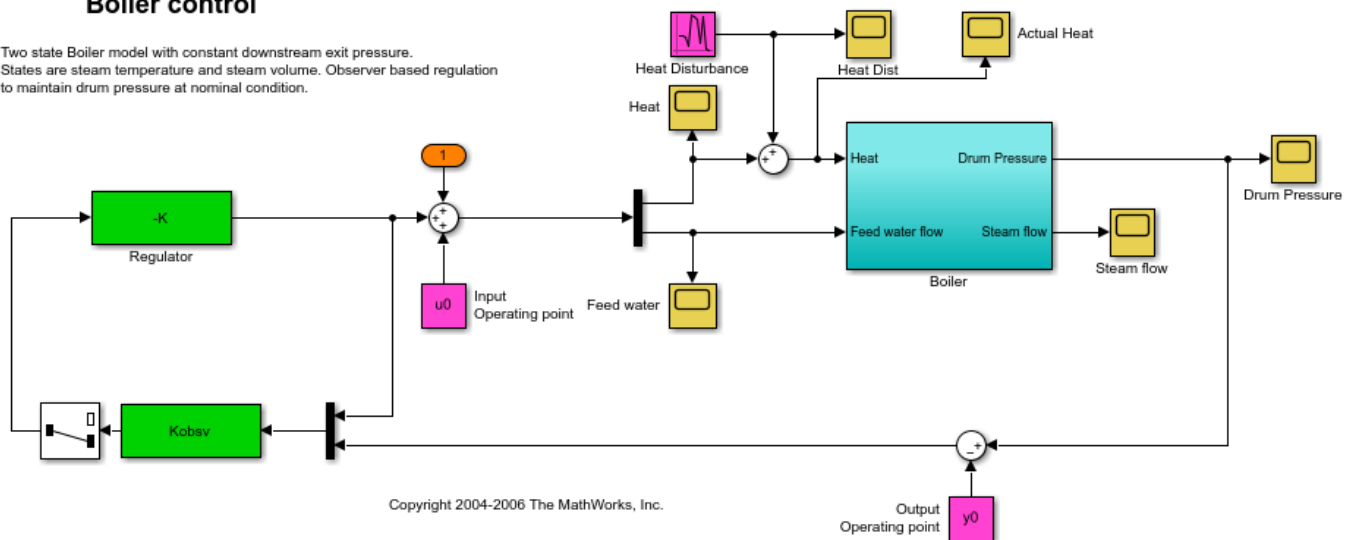 Boiler control
Two state Boiler model with constant downstream exit pressure.
States are steam temperature and steam volume. Observer based regulation
to maintain drum pressure at nominal condition.
Heat Disturbance
Heat Dist
Actual Heat
Heat
1
+
+
+
+
+
-K
Regulator
Heat
Drum Pressure
Feed water flow
Steam flow
Boiler
Drum Pressure
Steam flow
u0
Input
Operating point
Feed water
Kobsv
+
−
Output
Operating point
y0
Copyright 2004-2006 The MathWorks, Inc.